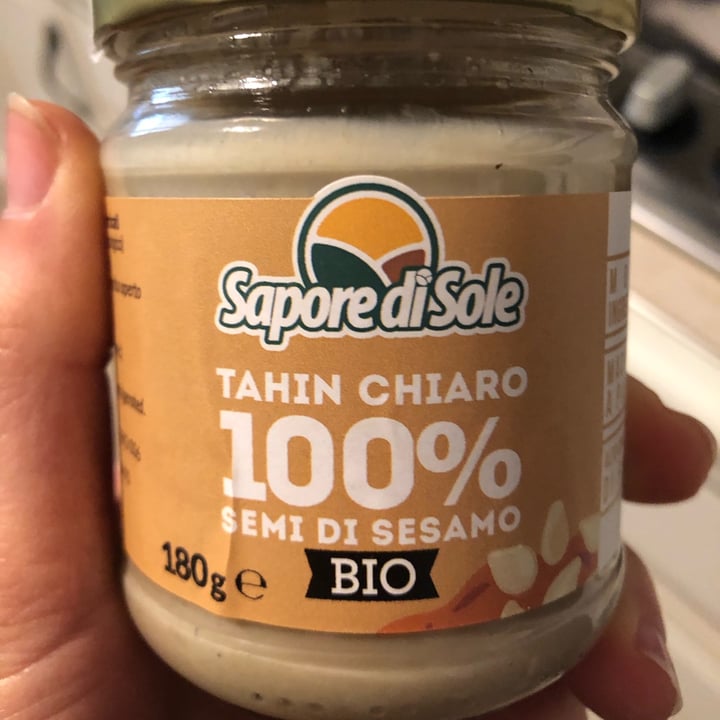 Sapore di Sole
TAHIN CHIARO
100%
SEMI DI SESAMO
BIO
180g e